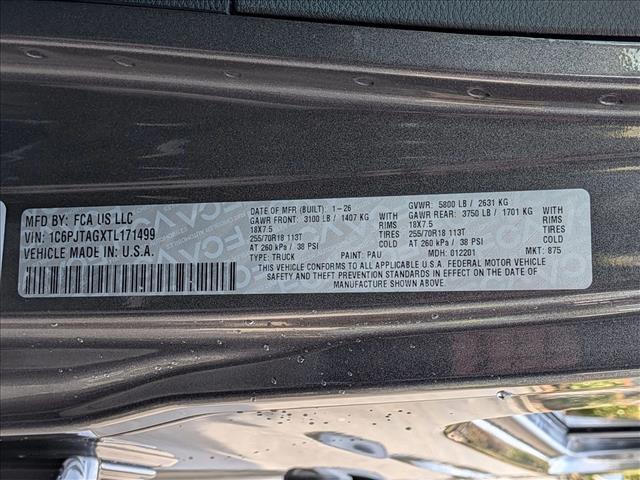 MFD BY: FCA US LLC
VIN: 1C6PJTAGXTL171499
VEHICLE MADE IN: U.S.A.
DATE OF MFR (BUILT): 1-26 GVWR: 5800 LB / 2631 KG
GAWR FRONT: 3100 LB / 1407 KG WITH GAWR REAR: 3750 LB / 1701 KG WITH
18X7.5 RIMS 18X7.5 RIMS
255/70R18 113T TIRES 255/70R18 113T TIRES
AT 260 kPa / 38 PSI AT 260 kPa / 38 PSI
TYPE: TRUCK PAINT: PAU MDH: 012201 MKT: 875
THIS VEHICLE CONFORMS TO ALL APPLICABLE U.S.A. FEDERAL MOTOR VEHICLE
SAFETY AND THEFT PREVENTION STANDARDS IN EFFECT ON THE DATE OF
MANUFACTURE SHOWN ABOVE.